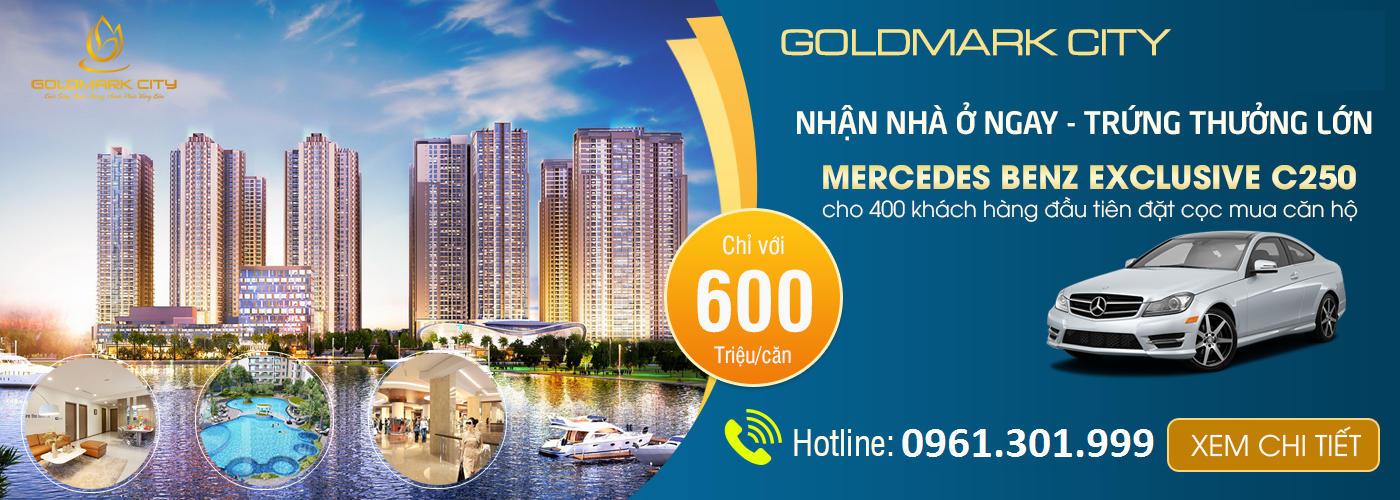 GOLDMARK CITY
GOLDMARK CITY
NHẬN NHÀ Ở NGAY - TRÚNG THƯỞNG LỚN
MERCEDES BENZ EXCLUSIVE C250
cho 400 khách hàng đầu tiên đặt cọc mua căn hộ
Chỉ với
600
Triệu/căn
Hotline: 0961.301.999
XEM CHI TIẾT